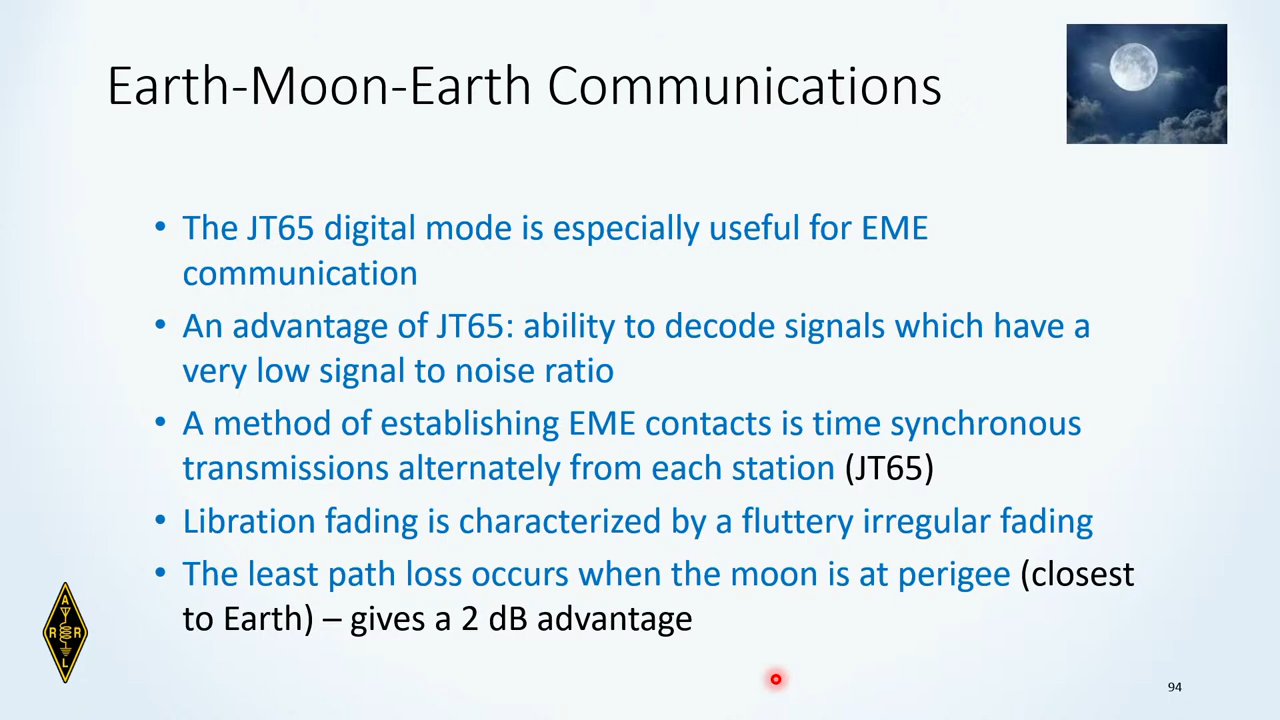 Earth-Moon-Earth Communications
• The JT65 digital mode is especially useful for EME
communication
• An advantage of JT65: ability to decode signals which have a
very low signal to noise ratio
• A method of establishing EME contacts is time synchronous
transmissions alternately from each station (JT65)
• Libration fading is characterized by a fluttery irregular fading
• The least path loss occurs when the moon is at perigee (closest
to Earth) – gives a 2 dB advantage
A
R R
L
94